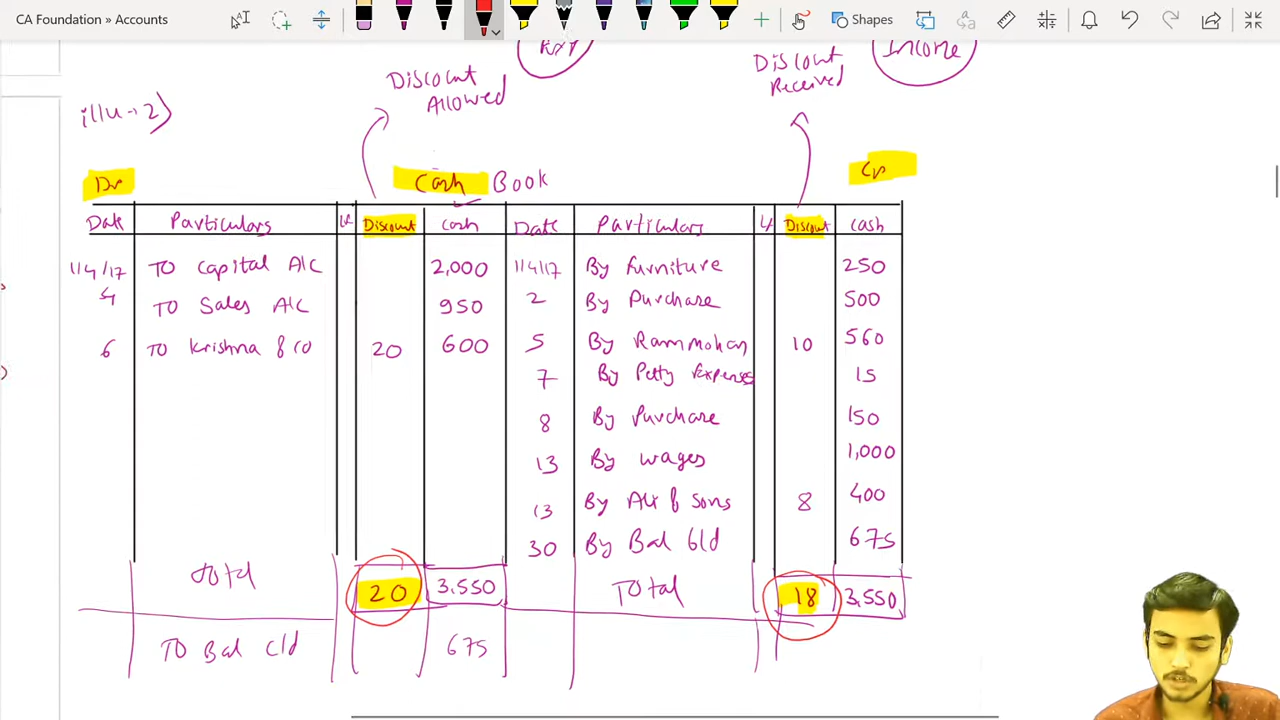 CA Foundation » Accounts
Shapes
Income
Discount Allowed
Discount Received
illu→2)
Dr Cash Book Cr
Date Particulars Discount cash Date Particulars Discount cash
1/4/17 To Capital A/c 2,000 1/4/17 By furniture 250
4 To Sales A/c 950 2 By Purchase 500
6 To Krishna & co 20 600 5 By Rammohan 10 560
7 By Petty Expenses 15
8 By Purchase 150
13 By wages 1,000
13 By Ali & Sons 8 400
30 By Bal 675
Total 20 3.550 Total 18 3,550
To Bal c/d 675